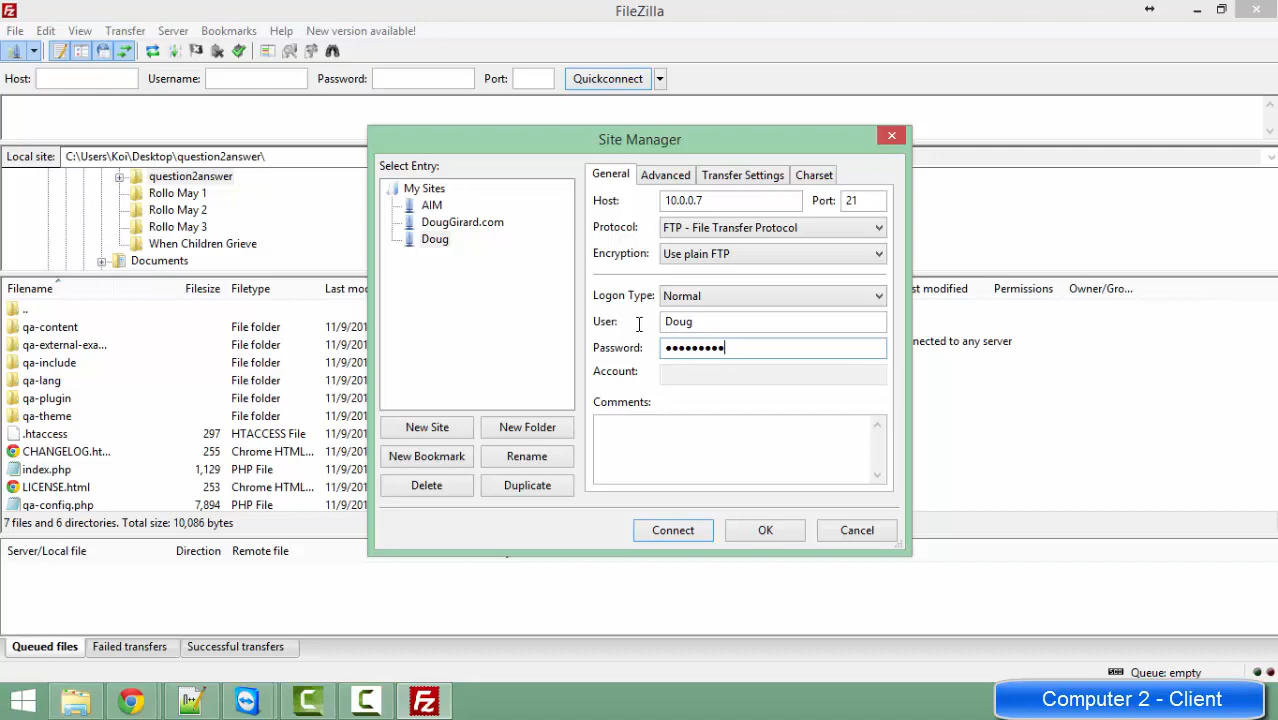 FileZilla
File Edit View Transfer Server Bookmarks Help New version available!
Host: Username: Password: Port: Quickconnect
Local site: C:\Users\Koi\Desktop\question2answer\
question2answer
Rollo May 1
Rollo May 2
Rollo May 3
When Children Grieve
Documents
Filename Filesize Filetype Last mo...
..
qa-content File folder 11/9/201
qa-external-exa... File folder 11/9/201
qa-include File folder 11/9/201
qa-lang File folder 11/9/201
qa-plugin File folder 11/9/201
qa-theme File folder 11/9/201
.htaccess 297 HTACCESS File 11/9/201
CHANGELOG.ht... 255 Chrome HTML... 11/9/201
index.php 1,129 PHP File 11/9/201
LICENSE.html 253 Chrome HTML... 11/9/201
qa-config.php 7,894 PHP File 11/9/201
7 files and 6 directories. Total size: 10,086 bytes
Site Manager
Select Entry:
My Sites
AIM
DougGirard.com
Doug
New Site New Folder
New Bookmark Rename
Delete Duplicate
General Advanced Transfer Settings Charset
Host: 10.0.0.7 Port: 21
Protocol: FTP - File Transfer Protocol
Encryption: Use plain FTP
Logon Type: Normal
User: Doug
Password: ●●●●●●●●●
Account:
Comments:
Connect OK Cancel
st modified Permissions Owner/Gro...
nected to any server
Server/Local file Direction Remote file
Queued files Failed transfers Successful transfers
Queue: empty
Computer 2 - Client